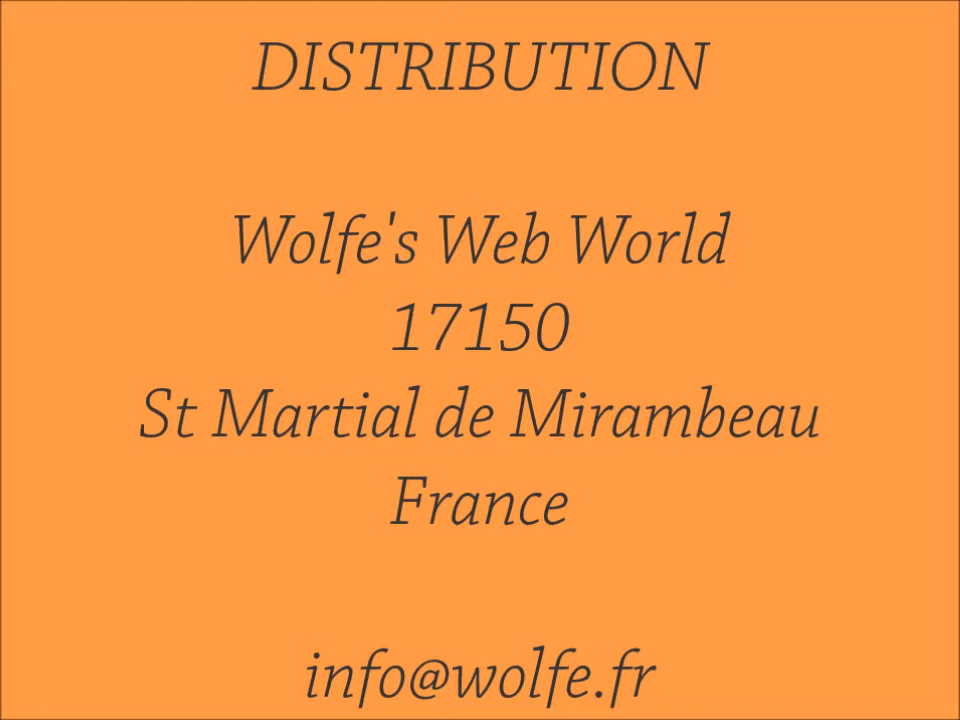 DISTRIBUTION
Wolfe's Web World
17150
St Martial de Mirambeau
France
info@wolfe.fr